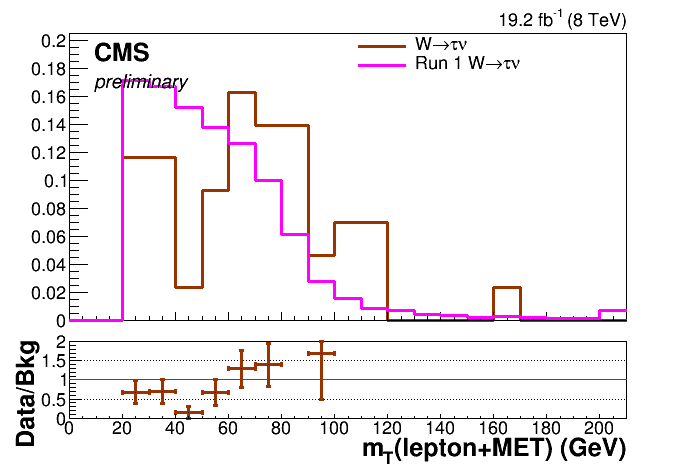 19.2 fb⁻¹ (8 TeV)
CMS
preliminary
W→τν
Run 1 W→τν
0.2
0.18
0.16
0.14
0.12
0.1
0.08
0.06
0.04
0.02
0
Data/Bkg
2
1.5
1
0.5
0
0 20 40 60 80 100 120 140 160 180 200
m_T(lepton+MET) (GeV)